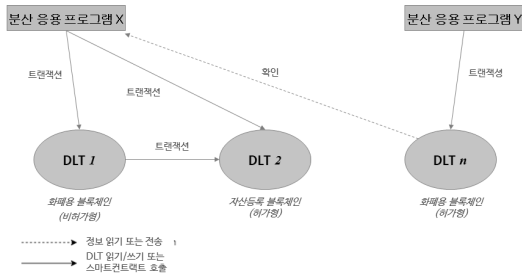 분산 응용 프로그램 X
분산 응용 프로그램 Y
확인
트랜잭션
트랜잭션
트랜잭셩
트랜잭션
DLT 1
DLT 2
DLT n
화폐용 블록체인
(비허가형)
자산등록 블록체인
(허가형)
화폐용 블록체인
(허가형)
정보 읽기 또는 전송 1
DLT 읽기/쓰기 또는
스마트컨트랙트 호출